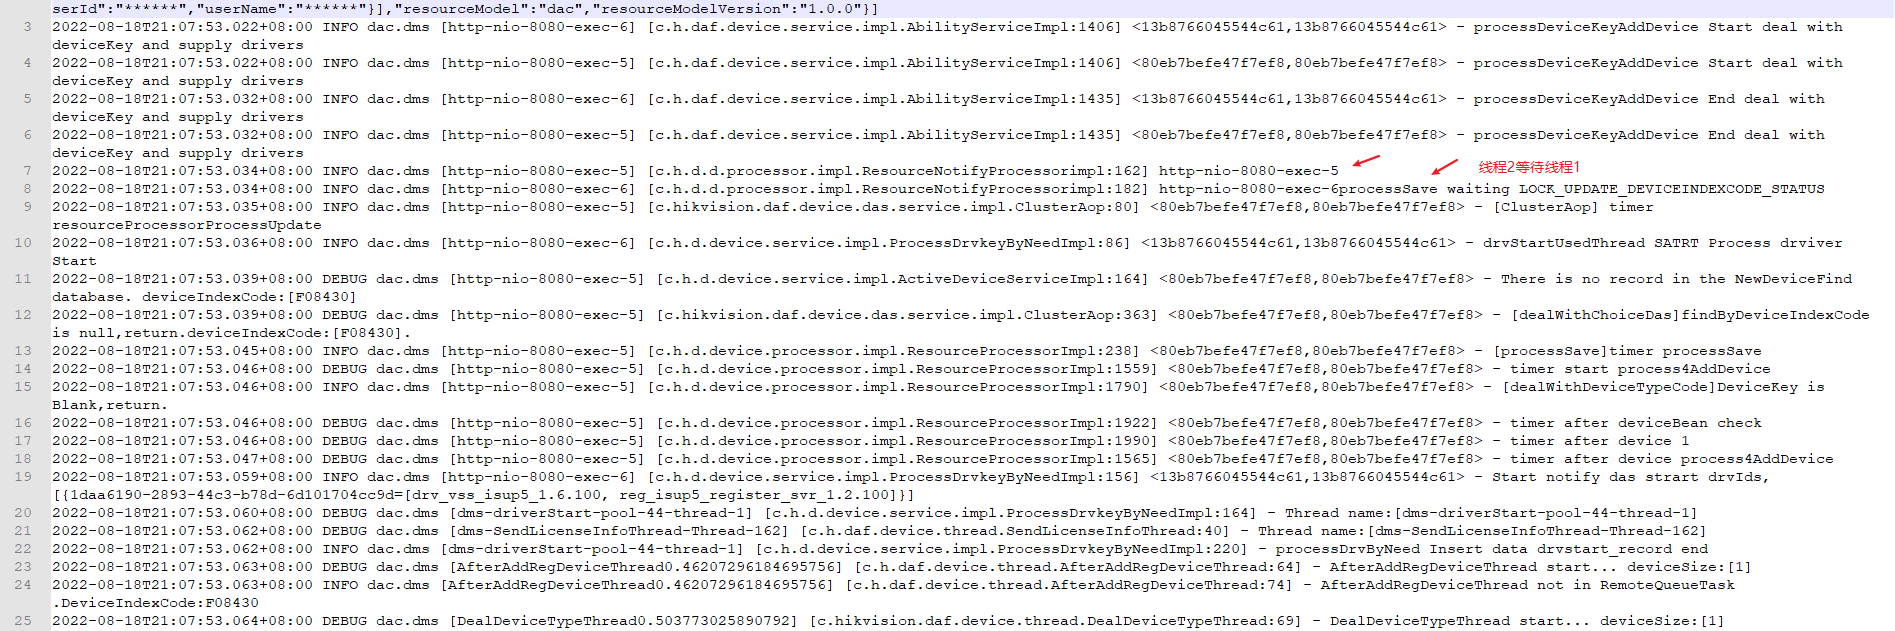 serId":"******","userName":"******"}],"resourceModel":"dac","resourceModelVersion":"1.0.0"}]
3 2022-08-18T21:07:53.022+08:00 INFO dac.dms [http-nio-8080-exec-6] [c.h.daf.device.service.impl.AbilityServiceImpl:1406] <13b8766045544c61,13b8766045544c61> - processDeviceKeyAddDevice Start deal with
deviceKey and supply drivers
4 2022-08-18T21:07:53.022+08:00 INFO dac.dms [http-nio-8080-exec-5] [c.h.daf.device.service.impl.AbilityServiceImpl:1406] <80eb7befe47f7ef8,80eb7befe47f7ef8> - processDeviceKeyAddDevice Start deal with
deviceKey and supply drivers
5 2022-08-18T21:07:53.032+08:00 INFO dac.dms [http-nio-8080-exec-6] [c.h.daf.device.service.impl.AbilityServiceImpl:1435] <13b8766045544c61,13b8766045544c61> - processDeviceKeyAddDevice End deal with
deviceKey and supply drivers
6 2022-08-18T21:07:53.032+08:00 INFO dac.dms [http-nio-8080-exec-5] [c.h.daf.device.service.impl.AbilityServiceImpl:1435] <80eb7befe47f7ef8,80eb7befe47f7ef8> - processDeviceKeyAddDevice End deal with
deviceKey and supply drivers
7 2022-08-18T21:07:53.034+08:00 INFO dac.dms [http-nio-8080-exec-5] [c.h.d.d.processor.impl.ResourceNotifyProcessorimpl:162] http-nio-8080-exec-5 线程2等待线程1
8 2022-08-18T21:07:53.034+08:00 INFO dac.dms [http-nio-8080-exec-6] [c.h.d.d.processor.impl.ResourceNotifyProcessorimpl:182] http-nio-8080-exec-6processSave waiting LOCK_UPDATE_DEVICEINDEXCODE_STATUS
9 2022-08-18T21:07:53.035+08:00 INFO dac.dms [http-nio-8080-exec-5] [c.hikvision.daf.device.das.service.impl.ClusterAop:80] <80eb7befe47f7ef8,80eb7befe47f7ef8> - [ClusterAop] timer
resourceProcessorProcessUpdate
10 2022-08-18T21:07:53.036+08:00 INFO dac.dms [http-nio-8080-exec-6] [c.h.d.device.service.impl.ProcessDrvkeyByNeedImpl:86] <13b8766045544c61,13b8766045544c61> - drvStartUsedThread SATRT Process drviver
Start
11 2022-08-18T21:07:53.039+08:00 DEBUG dac.dms [http-nio-8080-exec-5] [c.h.d.device.service.impl.ActiveDeviceServiceImpl:164] <80eb7befe47f7ef8,80eb7befe47f7ef8> - There is no record in the NewDeviceFind
database. deviceIndexCode:[F08430]
12 2022-08-18T21:07:53.039+08:00 DEBUG dac.dms [http-nio-8080-exec-5] [c.hikvision.daf.device.das.service.impl.ClusterAop:363] <80eb7befe47f7ef8,80eb7befe47f7ef8> - [dealWithChoiceDas]findByDeviceIndexCode
is null,return.deviceIndexCode:[F08430].
13 2022-08-18T21:07:53.045+08:00 INFO dac.dms [http-nio-8080-exec-5] [c.h.d.device.processor.impl.ResourceProcessorImpl:238] <80eb7befe47f7ef8,80eb7befe47f7ef8> - [processSave]timer processSave
14 2022-08-18T21:07:53.046+08:00 DEBUG dac.dms [http-nio-8080-exec-5] [c.h.d.device.processor.impl.ResourceProcessorImpl:1559] <80eb7befe47f7ef8,80eb7befe47f7ef8> - timer start process4AddDevice
15 2022-08-18T21:07:53.046+08:00 INFO dac.dms [http-nio-8080-exec-5] [c.h.d.device.processor.impl.ResourceProcessorImpl:1790] <80eb7befe47f7ef8,80eb7befe47f7ef8> - [dealWithDeviceTypeCode]DeviceKey is
Blank,return.
16 2022-08-18T21:07:53.046+08:00 DEBUG dac.dms [http-nio-8080-exec-5] [c.h.d.device.processor.impl.ResourceProcessorImpl:1922] <80eb7befe47f7ef8,80eb7befe47f7ef8> - timer after deviceBean check
17 2022-08-18T21:07:53.046+08:00 DEBUG dac.dms [http-nio-8080-exec-5] [c.h.d.device.processor.impl.ResourceProcessorImpl:1990] <80eb7befe47f7ef8,80eb7befe47f7ef8> - timer after device 1
18 2022-08-18T21:07:53.047+08:00 DEBUG dac.dms [http-nio-8080-exec-5] [c.h.d.device.processor.impl.ResourceProcessorImpl:1565] <80eb7befe47f7ef8,80eb7befe47f7ef8> - timer after device process4AddDevice
19 2022-08-18T21:07:53.059+08:00 INFO dac.dms [http-nio-8080-exec-6] [c.h.d.device.service.impl.ProcessDrvkeyByNeedImpl:156] <13b8766045544c61,13b8766045544c61> - Start notify das strart drvIds,
[{1daa6190-2893-44c3-b78d-6d101704cc9d=[drv_vss_isup5_1.6.100, reg_isup5_register_svr_1.2.100]}]
20 2022-08-18T21:07:53.060+08:00 DEBUG dac.dms [dms-driverStart-pool-44-thread-1] [c.h.d.device.service.impl.ProcessDrvkeyByNeedImpl:164] - Thread name:[dms-driverStart-pool-44-thread-1]
21 2022-08-18T21:07:53.062+08:00 DEBUG dac.dms [dms-SendLicenseInfoThread-Thread-162] [c.h.daf.device.thread.SendLicenseInfoThread:40] - Thread name:[dms-SendLicenseInfoThread-Thread-162]
22 2022-08-18T21:07:53.062+08:00 INFO dac.dms [dms-driverStart-pool-44-thread-1] [c.h.d.device.service.impl.ProcessDrvkeyByNeedImpl:220] - processDrvByNeed Insert data drvstart_record end
23 2022-08-18T21:07:53.063+08:00 DEBUG dac.dms [AfterAddRegDeviceThread0.46207296184695756] [c.h.daf.device.thread.AfterAddRegDeviceThread:64] - AfterAddRegDeviceThread start... deviceSize:[1]
24 2022-08-18T21:07:53.063+08:00 INFO dac.dms [AfterAddRegDeviceThread0.46207296184695756] [c.h.daf.device.thread.AfterAddRegDeviceThread:74] - AfterAddRegDeviceThread not in RemoteQueueTask
.DeviceIndexCode:F08430
25 2022-08-18T21:07:53.064+08:00 DEBUG dac.dms [DealDeviceTypeThread0.503773025890792] [c.hikvision.daf.device.thread.DealDeviceTypeThread:69] - DealDeviceTypeThread start... deviceSize:[1]